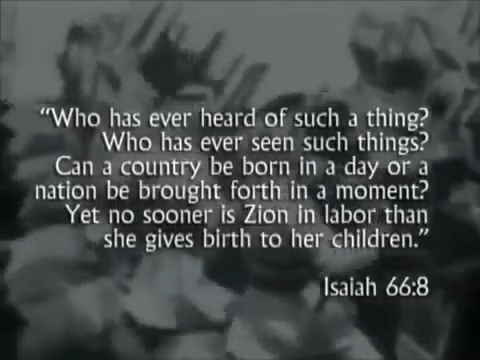 “Who has ever heard of such a thing?
Who has ever seen such things?
Can a country be born in a day or a
nation be brought forth in a moment?
Yet no sooner is Zion in labor than
she gives birth to her children.”
Isaiah 66:8